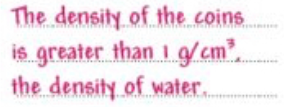 The density of the coins
is greater than 1 g/cm³,
the density of water.